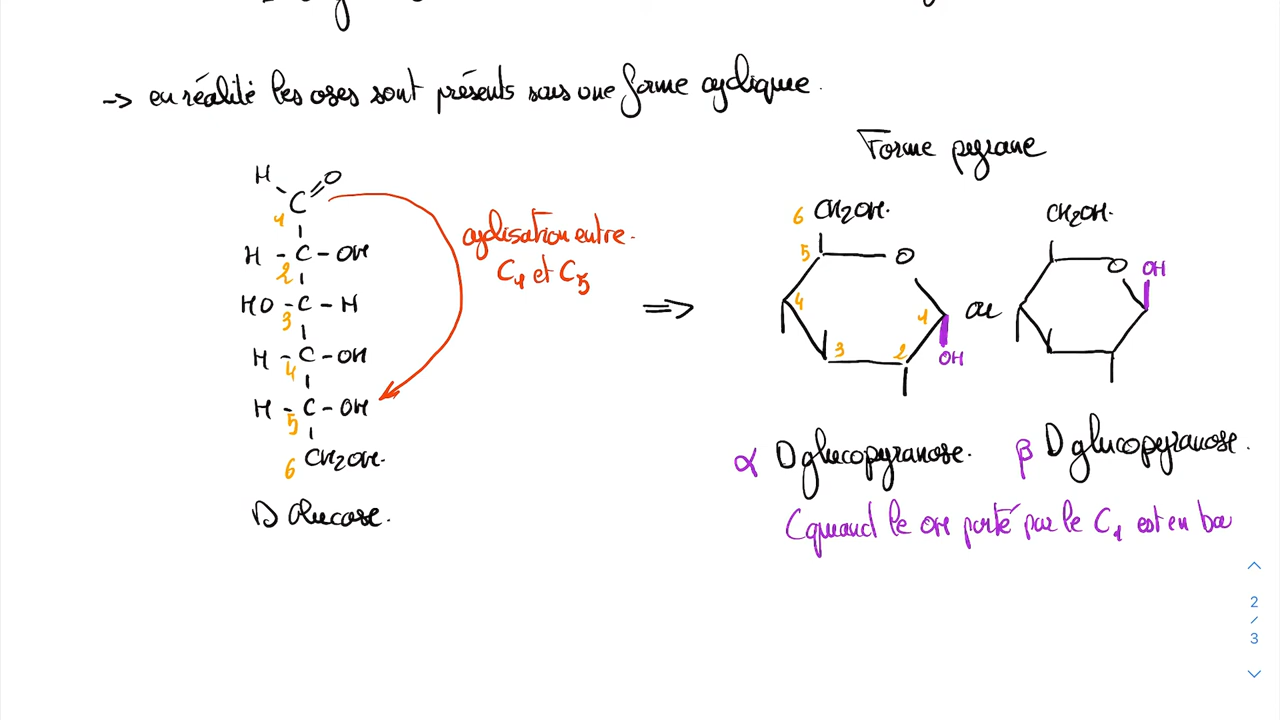 -> en réalité les oses sont présents sous une forme cyclique.
Forme pyrane
H O
C
1
H - C - OH
2
HO - C - H
3
H - C - OH
4
H - C - OH
5
6 CH2OH.
D Glucose.
cyclisation entre.
C1 et C5
=>
6 CH2OH.
5 O
4 1
3 2
OH
ou
CH2OH.
O OH
α D glucopyranose. β D glucopyranose.
(quand le OH porté par le C1 est en ba
2
/
3